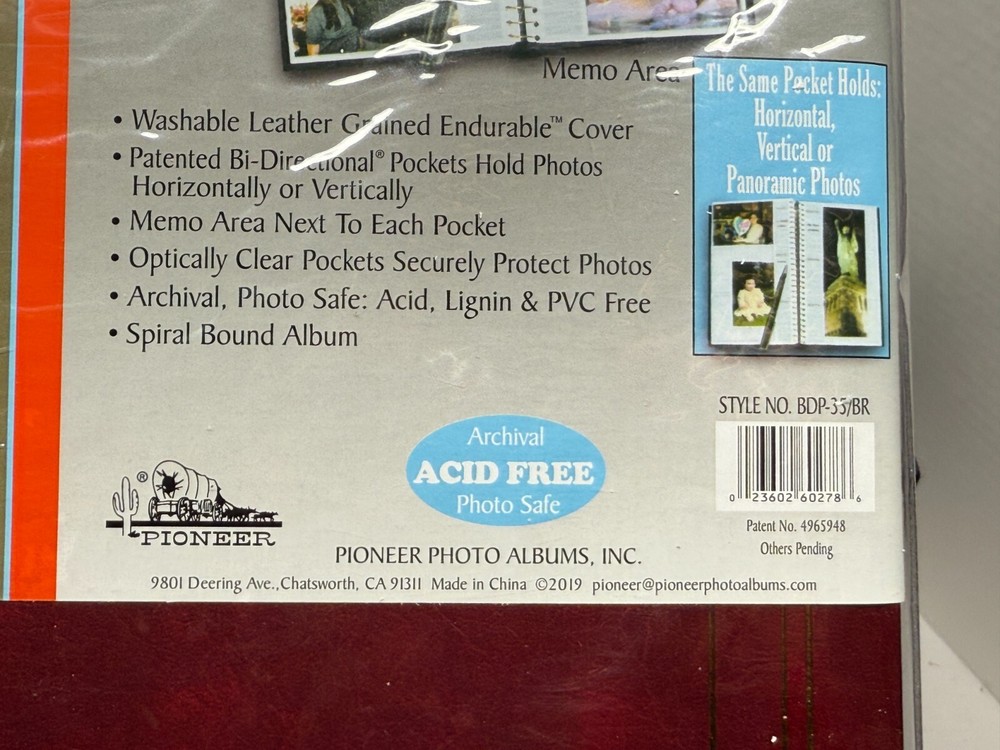 Memo Area
The Same Pocket Holds:
Horizontal,
Vertical or
Panoramic Photos
• Washable Leather Grained Endurable™ Cover
• Patented Bi-Directional® Pockets Hold Photos
Horizontally or Vertically
• Memo Area Next To Each Pocket
• Optically Clear Pockets Securely Protect Photos
• Archival, Photo Safe: Acid, Lignin & PVC Free
• Spiral Bound Album
STYLE NO. BDP-35/BR
0 23602 60278 6
Patent No. 4965948
Others Pending
Archival
ACID FREE
Photo Safe
®
PIONEER
PIONEER PHOTO ALBUMS, INC.
9801 Deering Ave.,Chatsworth, CA 91311 Made in China ©2019 pioneer@pioneerphotoalbums.com